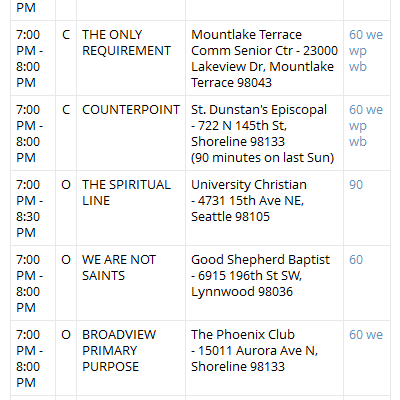 PM
7:00 PM - 8:00 PM C THE ONLY REQUIREMENT Mountlake Terrace Comm Senior Ctr - 23000 Lakeview Dr, Mountlake Terrace 98043 60 we wp wb
7:00 PM - 8:00 PM C COUNTERPOINT St. Dunstan's Episcopal - 722 N 145th St, Shoreline 98133 (90 minutes on last Sun) 60 we wp wb
7:00 PM - 8:30 PM O THE SPIRITUAL LINE University Christian - 4731 15th Ave NE, Seattle 98105 90
7:00 PM - 8:00 PM O WE ARE NOT SAINTS Good Shepherd Baptist - 6915 196th St SW, Lynnwood 98036 60
7:00 PM - 8:00 PM O BROADVIEW PRIMARY PURPOSE The Phoenix Club - 15011 Aurora Ave N, Shoreline 98133 60 we